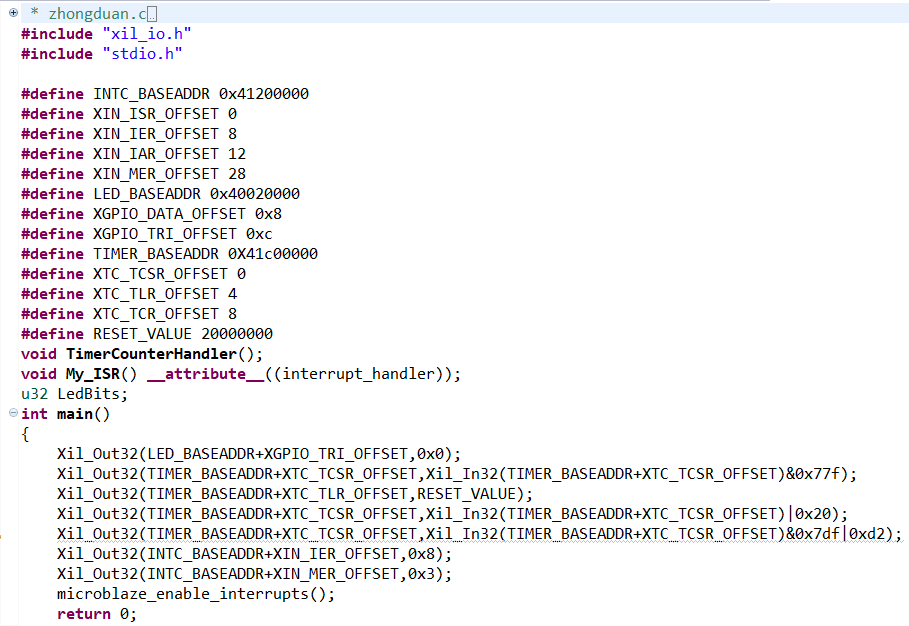 * zhongduan.c
#include "xil_io.h"
#include "stdio.h"
#define INTC_BASEADDR 0x41200000
#define XIN_ISR_OFFSET 0
#define XIN_IER_OFFSET 8
#define XIN_IAR_OFFSET 12
#define XIN_MER_OFFSET 28
#define LED_BASEADDR 0x40020000
#define XGPIO_DATA_OFFSET 0x8
#define XGPIO_TRI_OFFSET 0xc
#define TIMER_BASEADDR 0X41c00000
#define XTC_TCSR_OFFSET 0
#define XTC_TLR_OFFSET 4
#define XTC_TCR_OFFSET 8
#define RESET_VALUE 20000000
void TimerCounterHandler();
void My_ISR() __attribute__((interrupt_handler));
u32 LedBits;
int main()
{
Xil_Out32(LED_BASEADDR+XGPIO_TRI_OFFSET,0x0);
Xil_Out32(TIMER_BASEADDR+XTC_TCSR_OFFSET,Xil_In32(TIMER_BASEADDR+XTC_TCSR_OFFSET)&0x77f);
Xil_Out32(TIMER_BASEADDR+XTC_TLR_OFFSET,RESET_VALUE);
Xil_Out32(TIMER_BASEADDR+XTC_TCSR_OFFSET,Xil_In32(TIMER_BASEADDR+XTC_TCSR_OFFSET)|0x20);
Xil_Out32(TIMER_BASEADDR+XTC_TCSR_OFFSET,Xil_In32(TIMER_BASEADDR+XTC_TCSR_OFFSET)&0x7df|0xd2);
Xil_Out32(INTC_BASEADDR+XIN_IER_OFFSET,0x8);
Xil_Out32(INTC_BASEADDR+XIN_MER_OFFSET,0x3);
microblaze_enable_interrupts();
return 0;